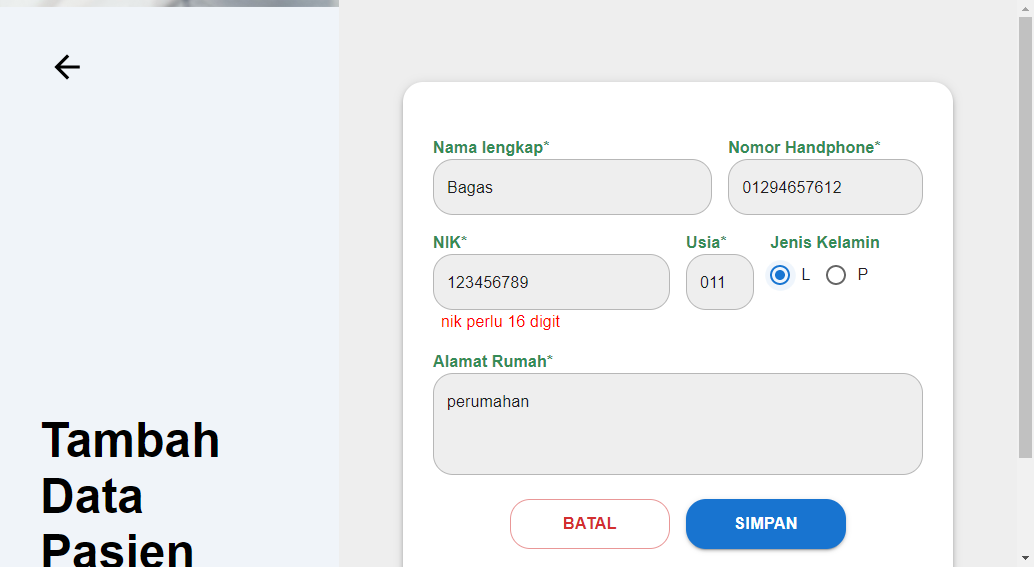 Nama lengkap*
Nomor Handphone*
Bagas
01294657612
NIK*
Usia*
Jenis Kelamin
123456789
011
L
P
nik perlu 16 digit
Alamat Rumah*
perumahan
BATAL
SIMPAN
Tambah
Data
Pasien